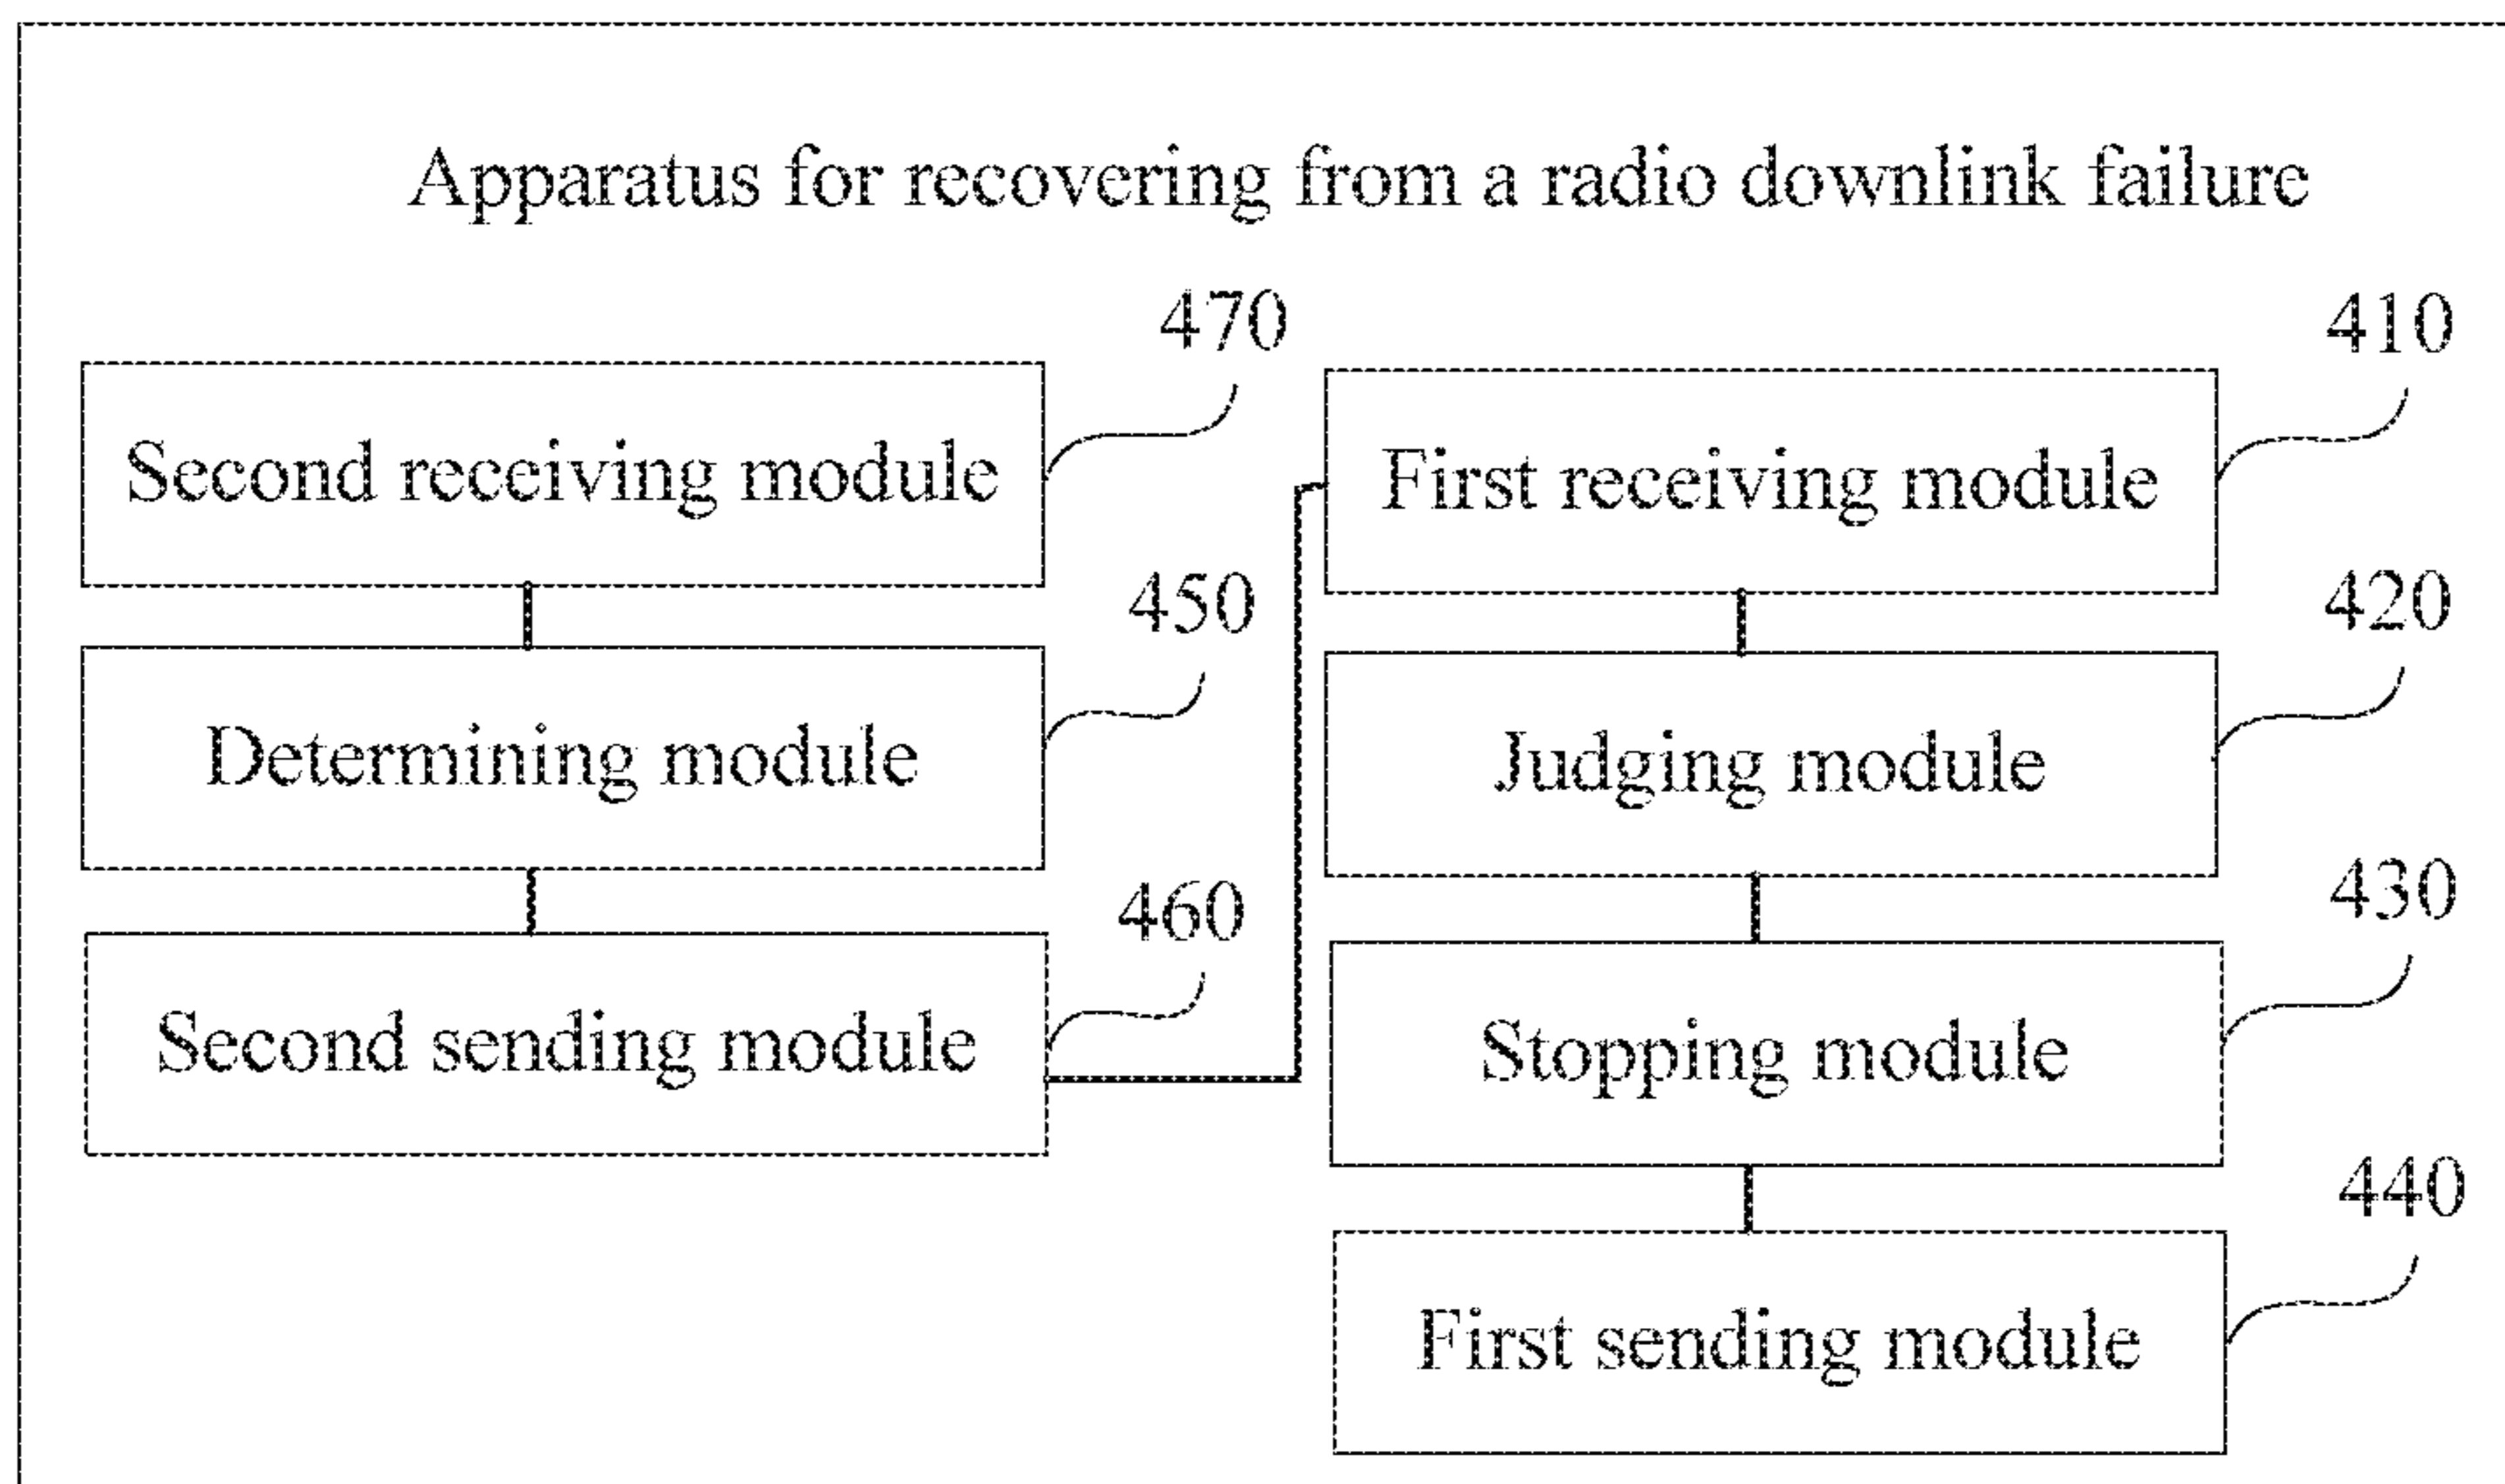 Apparatus for recovering from a radio downlink failure
470
Second receiving module
450
Determining module
460
Second sending module
410
First receiving module
420
Judging module
430
Stopping module
440
First sending module